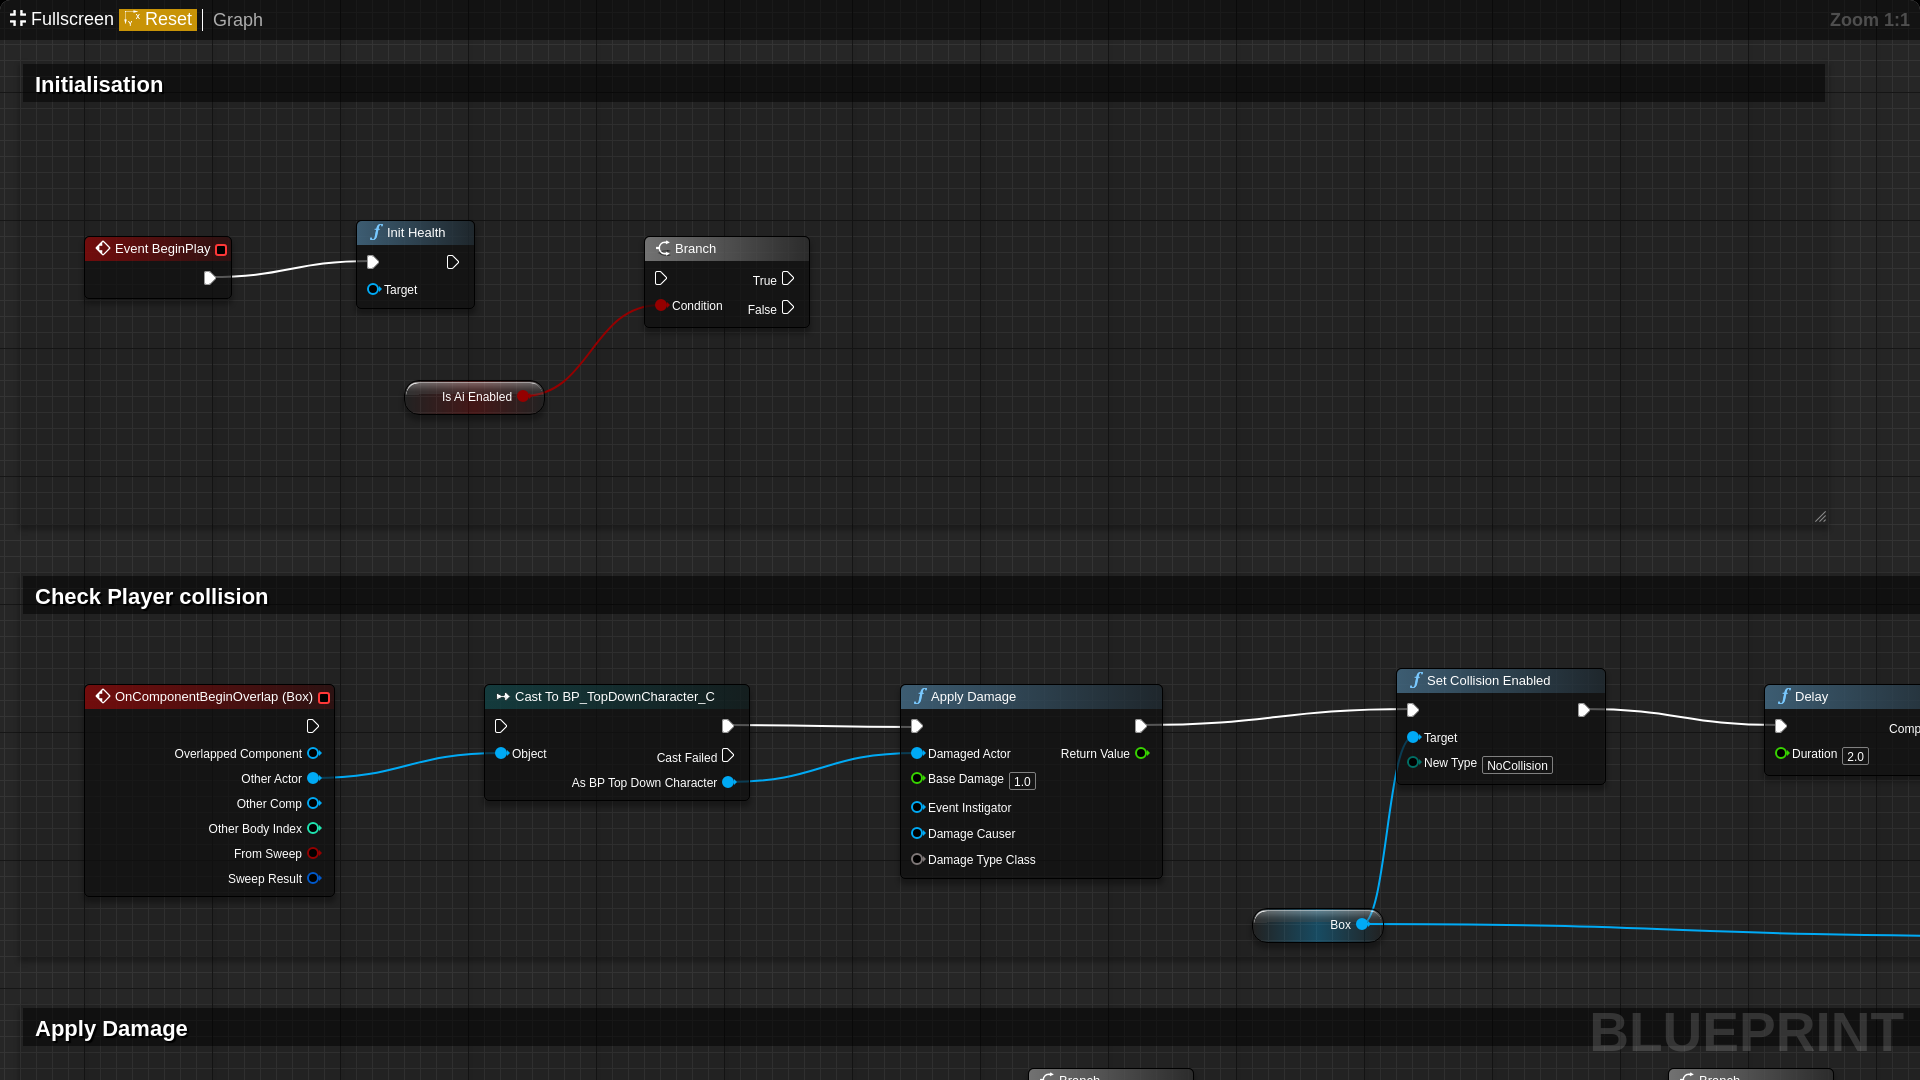 Fullscreen Reset Graph Zoom 1:1
Initialisation
Event BeginPlay
Init Health
Target
Branch
True
Condition
False
Is Ai Enabled
Check Player collision
OnComponentBeginOverlap (Box)
Overlapped Component
Other Actor
Other Comp
Other Body Index
From Sweep
Sweep Result
Cast To BP_TopDownCharacter_C
Object
Cast Failed
As BP Top Down Character
Apply Damage
Damaged Actor
Return Value
Base Damage 1.0
Event Instigator
Damage Causer
Damage Type Class
Set Collision Enabled
Target
New Type NoCollision
Box
Delay
Comp
Duration 2.0
Apply Damage
BLUEPRINT
Branch
Branch